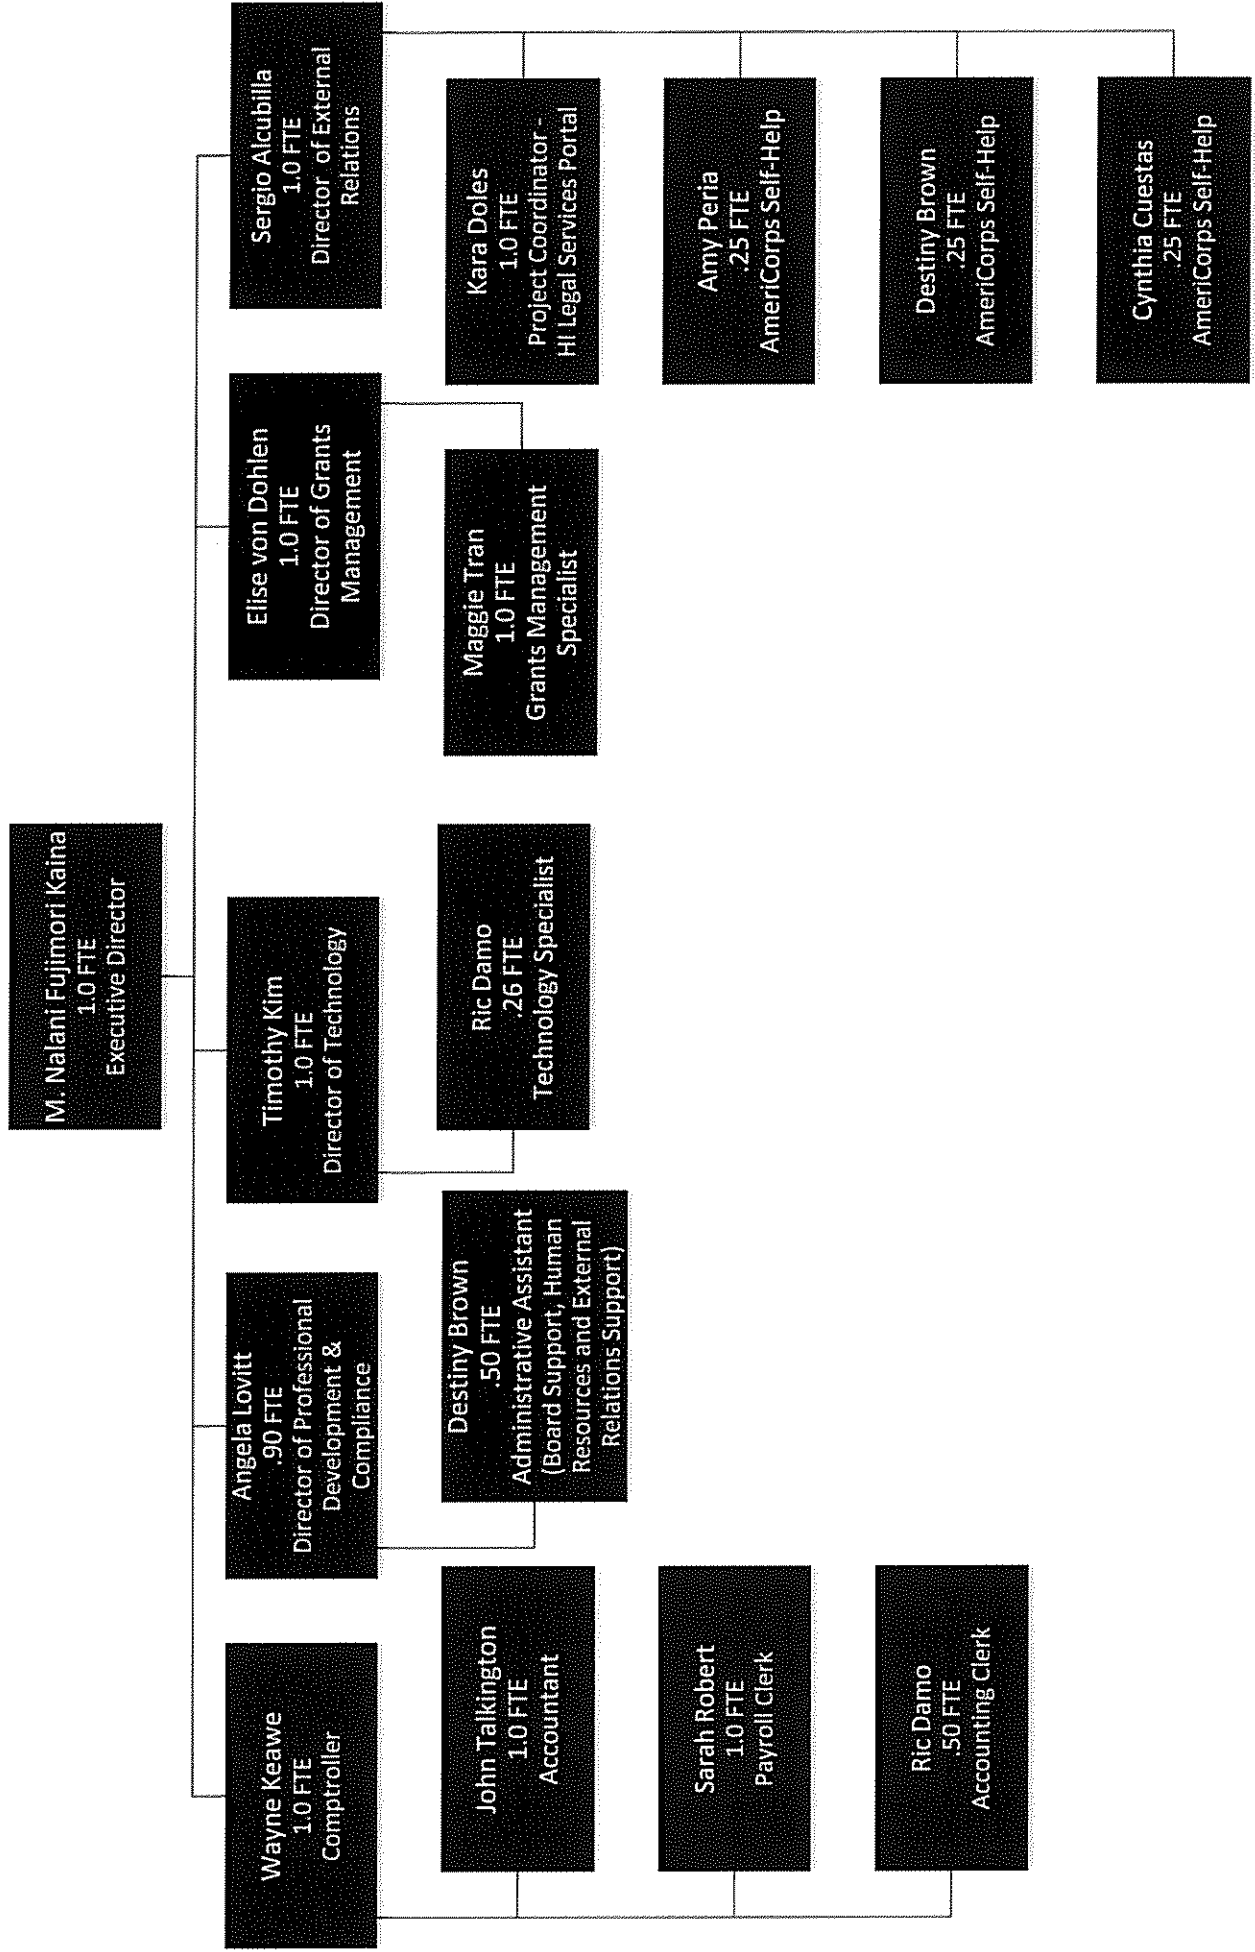 M. Nalani Fujimori Kaina
1.0 FTE
Executive Director
Wayne Keawe
1.0 FTE
Comptroller
John Talkington
1.0 FTE
Accountant
Sarah Robert
1.0 FTE
Payroll Clerk
Ric Damo
.50 FTE
Accounting Clerk
Angela Lovitt
.90 FTE
Director of Professional
Development &
Compliance
Destiny Brown
.50 FTE
Administrative Assistant
(Board Support, Human
Resources and External
Relations Support)
Timothy Kim
1.0 FTE
Director of Technology
Ric Damo
.26 FTE
Technology Specialist
Elise von Dohlen
1.0 FTE
Director of Grants
Management
Maggie Tran
1.0 FTE
Grants Management
Specialist
Sergio Alcubilla
1.0 FTE
Director of External
Relations
Kara Doles
1.0 FTE
Project Coordinator -
HI Legal Services Portal
Amy Peria
.25 FTE
AmeriCorps Self-Help
Destiny Brown
.25 FTE
AmeriCorps Self-Help
Cynthia Cuestas
.25 FTE
AmeriCorps Self-Help